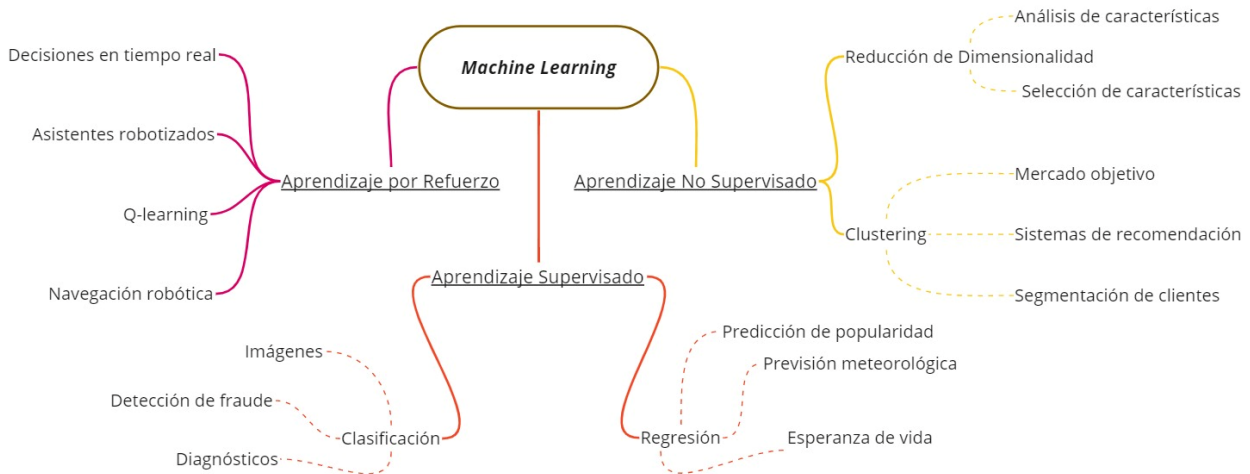 Machine Learning
Aprendizaje por Refuerzo
Decisiones en tiempo real
Asistentes robotizados
Q-learning
Navegación robótica
Aprendizaje No Supervisado
Reducción de Dimensionalidad
Análisis de características
Selección de características
Clustering
Mercado objetivo
Sistemas de recomendación
Segmentación de clientes
Aprendizaje Supervisado
Clasificación
Imágenes
Detección de fraude
Diagnósticos
Regresión
Predicción de popularidad
Previsión meteorológica
Esperanza de vida